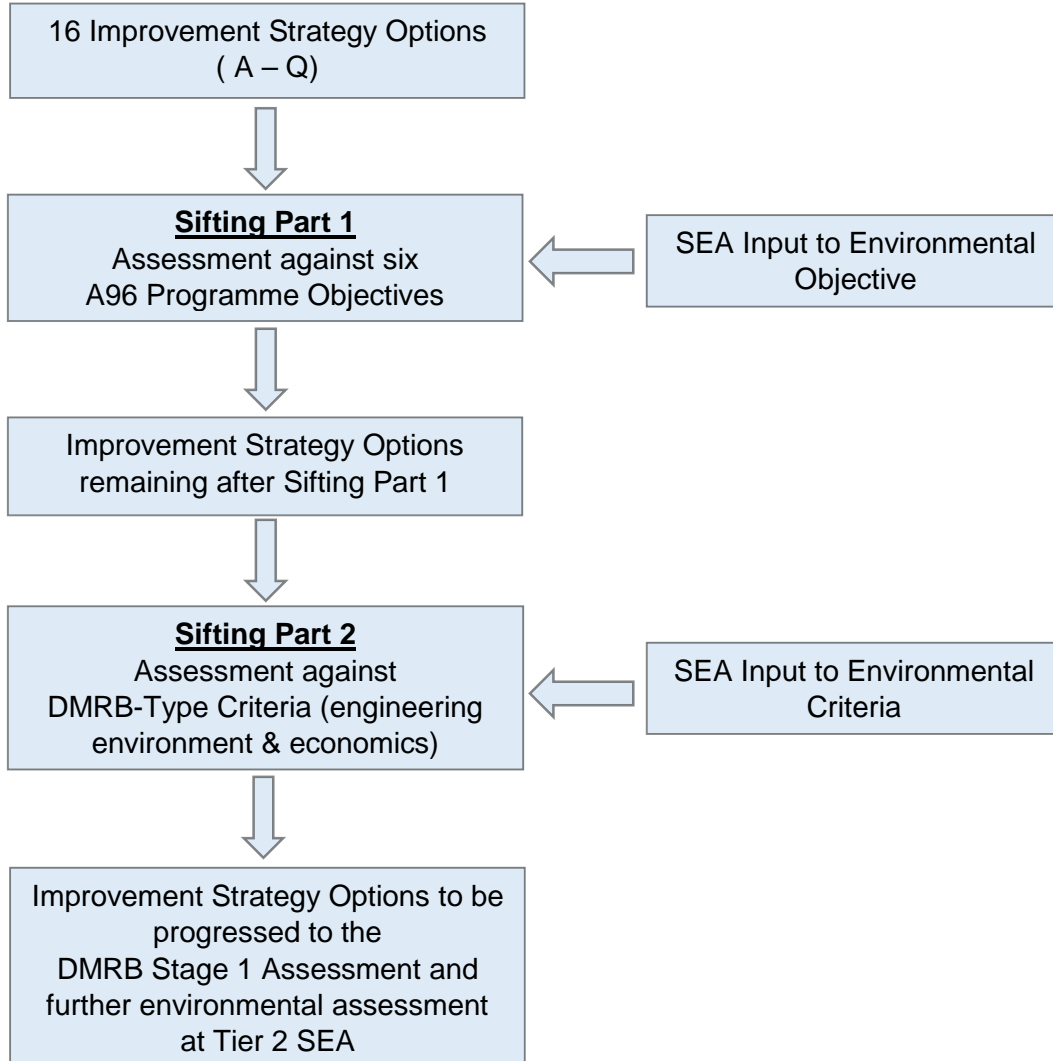 16 Improvement Strategy Options
( A – Q)
Sifting Part 1
Assessment against six
A96 Programme Objectives
SEA Input to Environmental
Objective
Improvement Strategy Options
remaining after Sifting Part 1
Sifting Part 2
Assessment against
DMRB-Type Criteria (engineering
environment & economics)
SEA Input to Environmental
Criteria
Improvement Strategy Options to be
progressed to the
DMRB Stage 1 Assessment and
further environmental assessment
at Tier 2 SEA